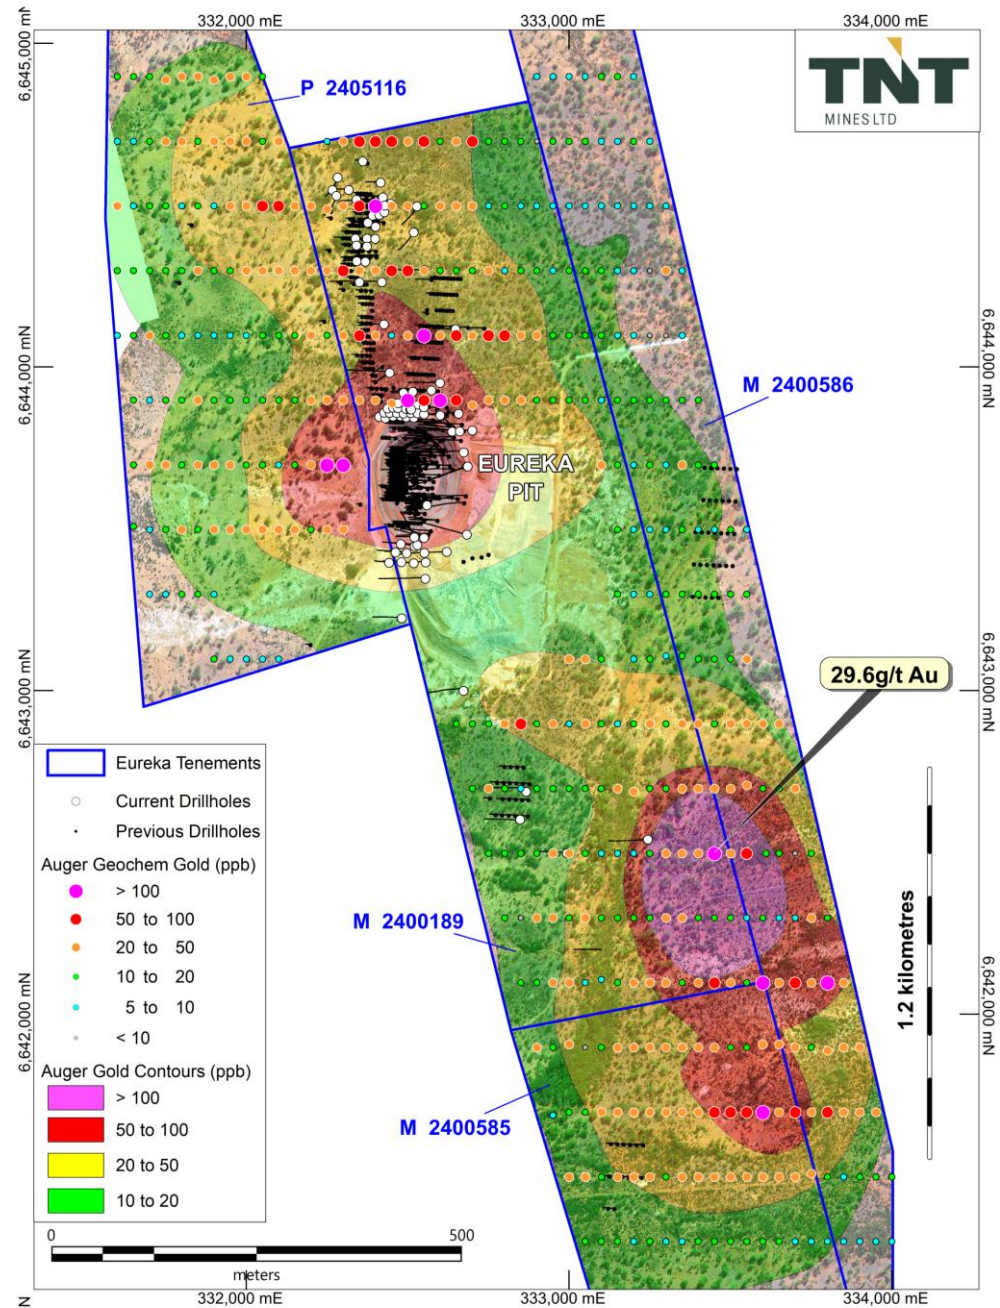 332,000 mE
333,000 mE
334,000 mE
6,645,000 mN
TNT
MINES LTD
P 2405116
6,644,000 mN
6,644,000 mN
M 2400586
EUREKA
PIT
29.6g/t Au
6,643,000 mN
6,643,000 mN
Eureka Tenements
Current Drillholes
Previous Drillholes
Auger Geochem Gold (ppb)
> 100
50 to 100
20 to 50
10 to 20
5 to 10
< 10
Auger Gold Contours (ppb)
> 100
50 to 100
20 to 50
10 to 20
M 2400189
M 2400585
1.2 kilometres
6,642,000 mN
6,642,000 mN
0
500
meters
N
332,000 mE
333,000 mE
334,000 mE